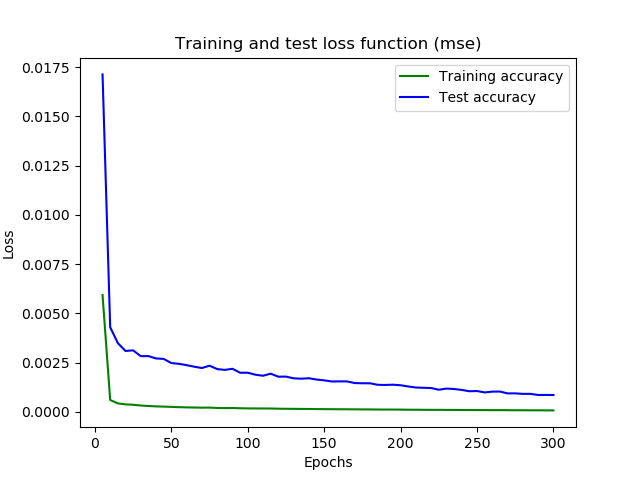 Training and test loss function (mse)
Training accuracy
Test accuracy
0.0175
0.0150
0.0125
0.0100
0.0075
0.0050
0.0025
0.0000
Loss
0 50 100 150 200 250 300
Epochs